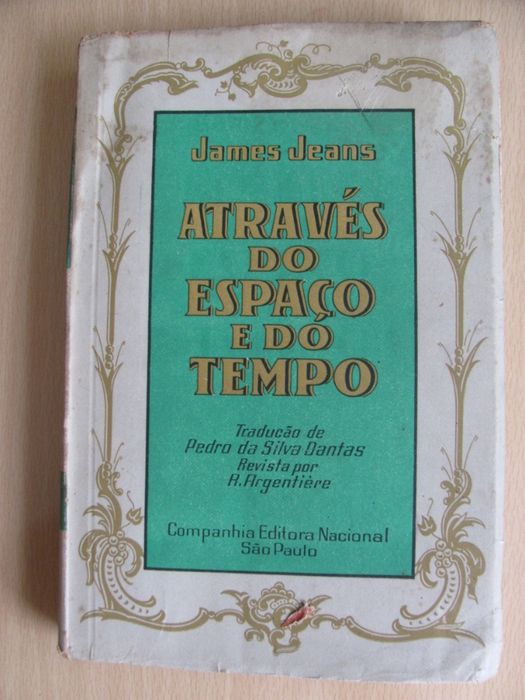 James Jeans
ATRAVÉS
DO
ESPAÇO
E DÓ
TEMPO
Tradução de
Pedro da Silva Dantas
Revista por
A. Argentière
Companhia Editora Nacional
São Paulo